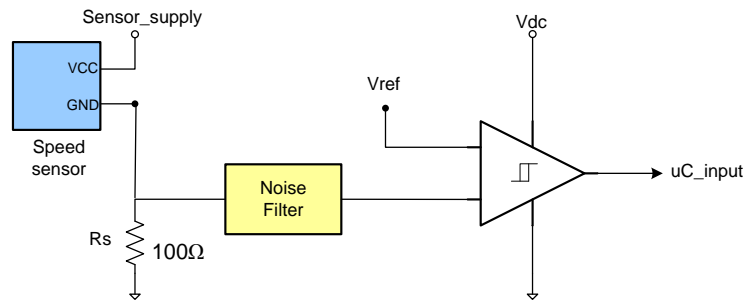 Sensor_supply
Vdc
VCC
GND
Vref
Speed
sensor
Noise
Filter
uC_input
Rs
100Ω